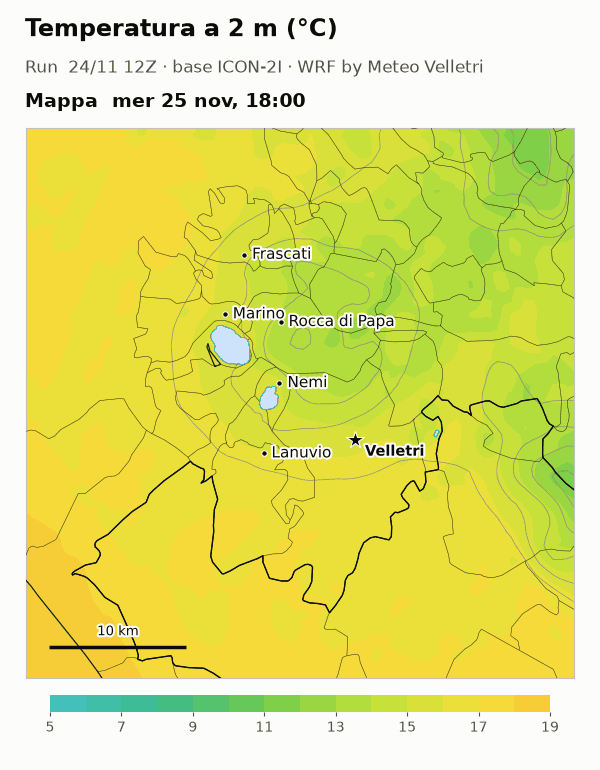 Temperatura a 2 m (°C)
Run  24/11 12Z · base ICON-2I · WRF by Meteo Velletri
Mappa  mer 25 nov, 18:00
Frascati
Marino
Rocca di Papa
Nemi
Velletri
Lanuvio
10 km
5 7 9 11 13 15 17 19